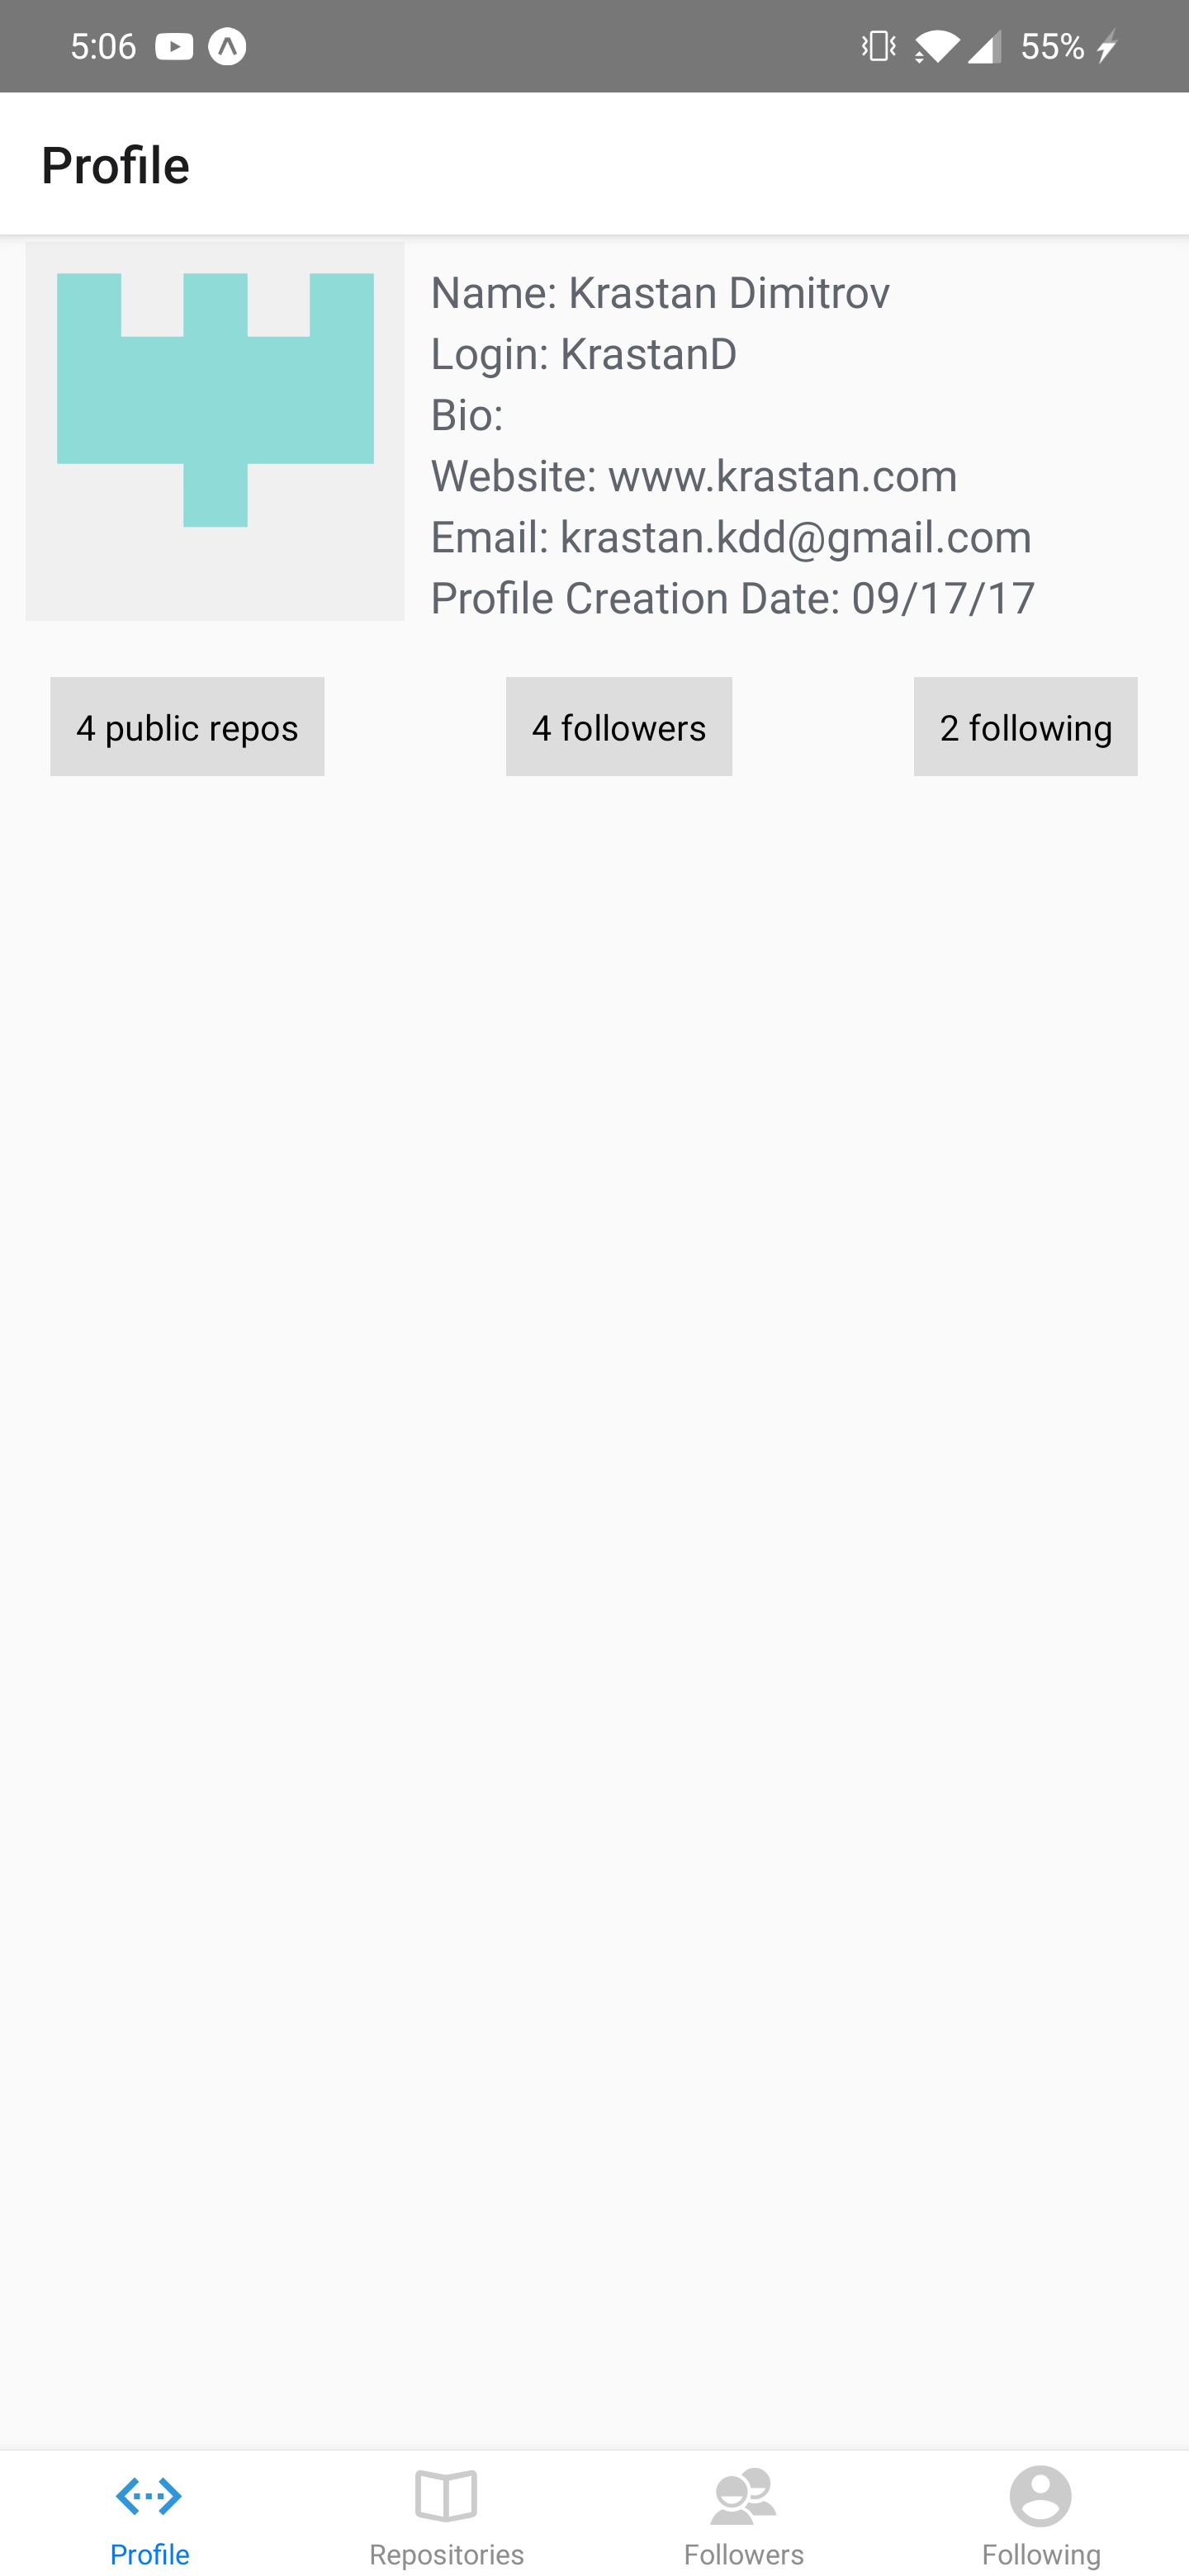 5:06 55%
Profile
Name: Krastan Dimitrov
Login: KrastanD
Bio:
Website: www.krastan.com
Email: krastan.kdd@gmail.com
Profile Creation Date: 09/17/17
4 public repos 4 followers 2 following
Profile Repositories Followers Following